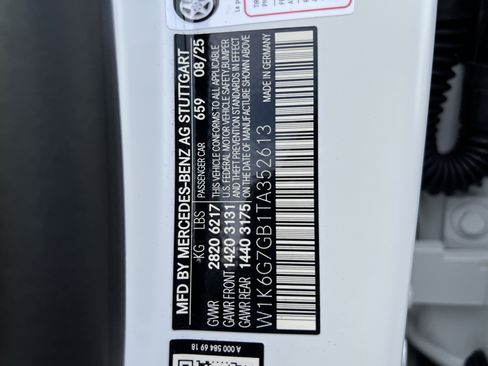 MFD BY MERCEDES-BENZ AG STUTTGART
PASSENGER CAR 659 08/25
*KG LBS
GVWR 2820 6217
GAWR FRONT 1420 3131
GAWR REAR 1440 3175
THIS VEHICLE CONFORMS TO ALL APPLICABLE
U.S. FEDERAL MOTOR VEHICLE SAFETY, BUMPER
AND THEFT PREVENTION STANDARDS IN EFFECT
ON THE DATE OF MANUFACTURE SHOWN ABOVE
MADE IN GERMANY
W1K6G7GB1TA352613
A 000 584 69 18